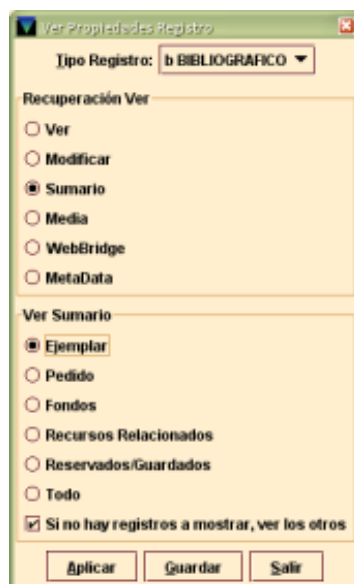 Ver Propiedades Registro
Tipo Registro: b BIBLIOGRAFICO
Recuperación Ver
Ver
Modificar
Sumario
Media
WebBridge
MetaData
Ver Sumario
Ejemplar
Pedido
Fondos
Recursos Relacionados
Reservados/Guardados
Todo
Si no hay registros a mostrar, ver los otros
Aplicar Guardar Salir